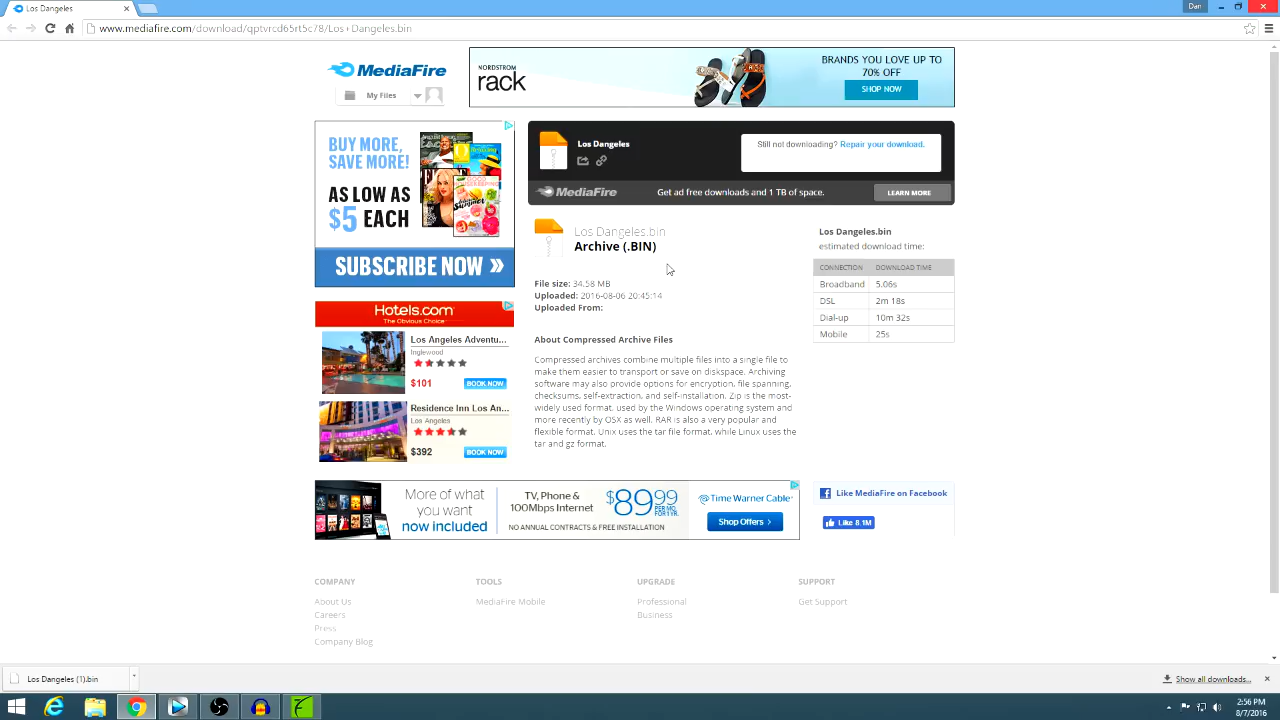 Los Dangeles
Dan
www.mediafire.com/download/qptvrcd65rt5c78/Los+Dangeles.bin
MediaFire
My Files
NORDSTROM
rack
BRANDS YOU LOVE UP TO
70% OFF
SHOP NOW
BUY MORE,
SAVE MORE!
AS LOW AS
$5 EACH
SUBSCRIBE NOW »
Los Dangeles
Still not downloading? Repair your download.
MediaFire
Get ad free downloads and 1 TB of space.
LEARN MORE
Los Dangeles.bin
Archive (.BIN)
File size: 34.58 MB
Uploaded: 2016-08-06 20:45:14
Uploaded From:
About Compressed Archive Files
Compressed archives combine multiple files into a single file to
make them easier to transport or save on diskspace. Archiving
software may also provide options for encryption, file spanning,
checksums, self-extraction, and self-installation. Zip is the most-
widely used format, used by the Windows operating system and
more recently by OSX as well. RAR is also a very popular and
flexible format. Unix uses the tar file format, while Linux uses the
tar and gz format.
Los Dangeles.bin
estimated download time:
CONNECTION DOWNLOAD TIME
Broadband 5.06s
DSL 2m 18s
Dial-up 10m 32s
Mobile 25s
Hotels.com
The Obvious Choice
Los Angeles Adventu...
Inglewood
$101
BOOK NOW
Residence Inn Los An...
Los Angeles
$392
BOOK NOW
More of what
you want
now included
TV, Phone &
100Mbps Internet
$89.99
PER MO.
FOR 1 YR.
NO ANNUAL CONTRACTS & FREE INSTALLATION
Time Warner Cable
Shop Offers >
Like MediaFire on Facebook
Like 8.1M
COMPANY
About Us
Careers
Press
Company Blog
TOOLS
MediaFire Mobile
UPGRADE
Professional
Business
SUPPORT
Get Support
Los Dangeles (1).bin
Show all downloads...
2:56 PM
8/7/2016